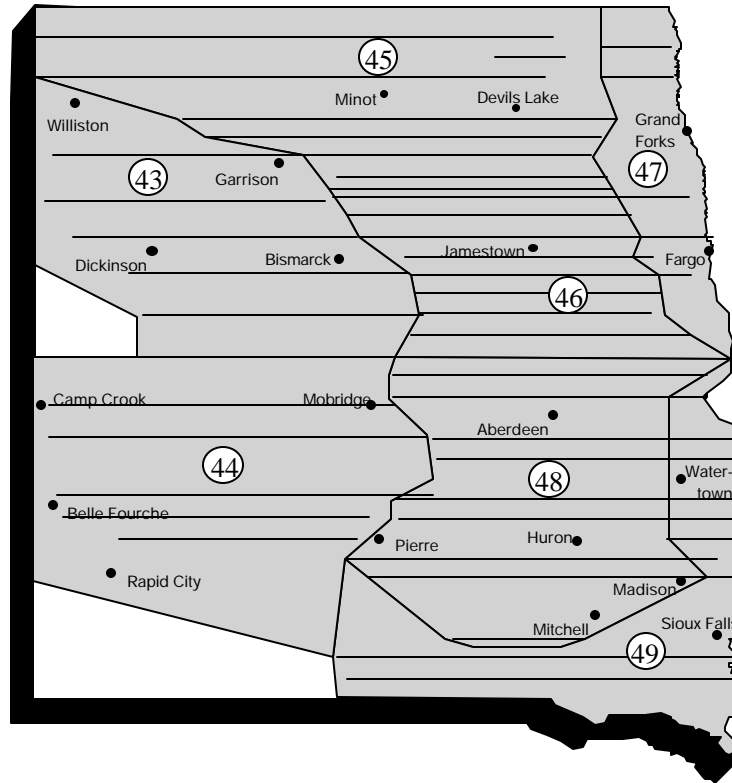 45
Minot
Devils Lake
Williston
Grand
Forks
47
43
Garrison
Jamestown
Dickinson
Bismarck
Fargo
46
Camp Crook
Mobridge
Aberdeen
44
48
Water-
town
Belle Fourche
Pierre
Huron
Rapid City
Madison
Mitchell
Sioux Falls
49